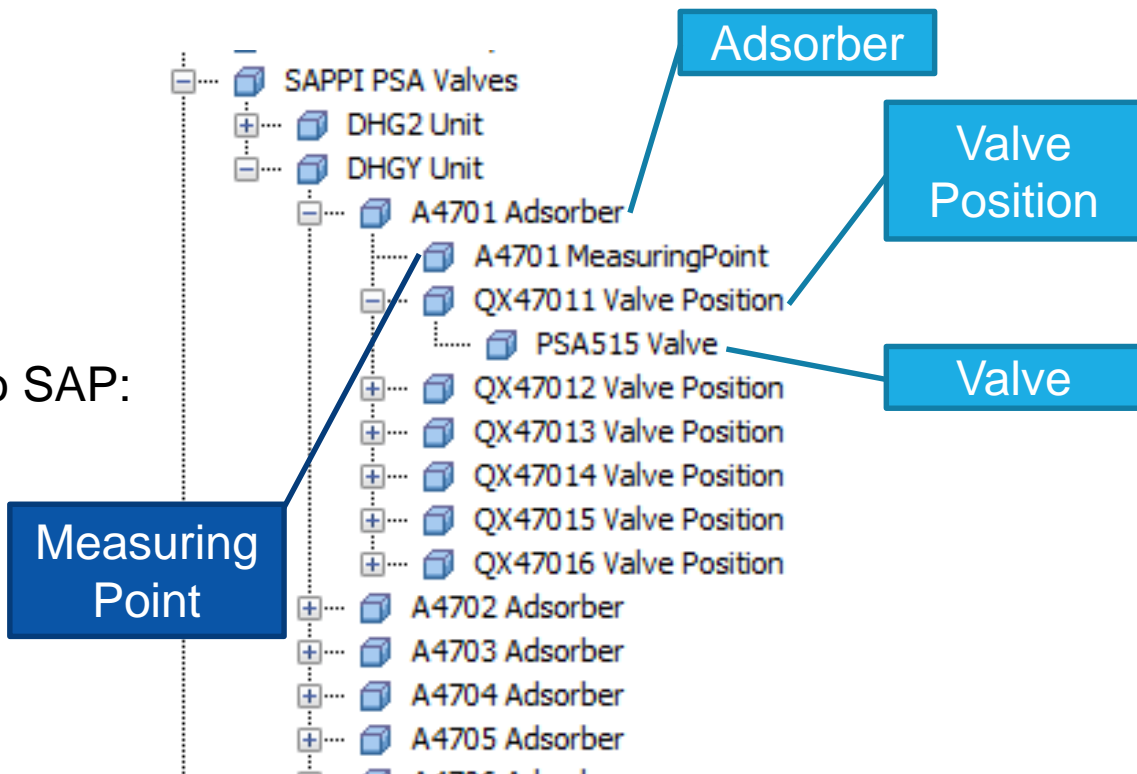 Adsorber
SAPPI PSA Valves
DHG2 Unit
Valve
Position
DHGY Unit
A4701 Adsorber
A4701 MeasuringPoint
QX47011 Valve Position
PSA515 Valve
Valve
o SAP:
QX47012 Valve Position
QX47013 Valve Position
QX47014 Valve Position
QX47015 Valve Position
Measuring
Point
QX47016 Valve Position
A4702 Adsorber
A4703 Adsorber
A4704 Adsorber
A4705 Adsorber